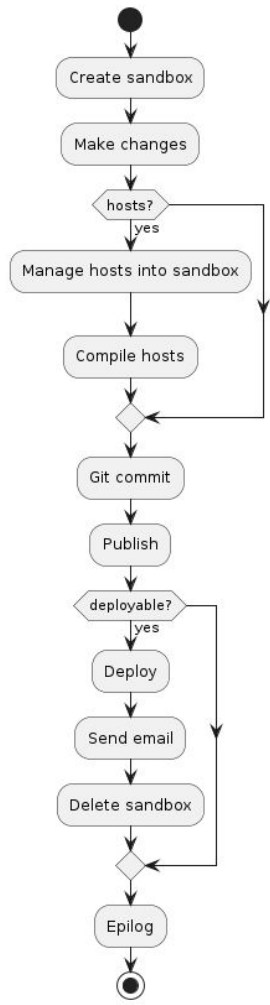 Create sandbox
Make changes
hosts?
yes
Manage hosts into sandbox
Compile hosts
Git commit
Publish
deployable?
yes
Deploy
Send email
Delete sandbox
Epilog